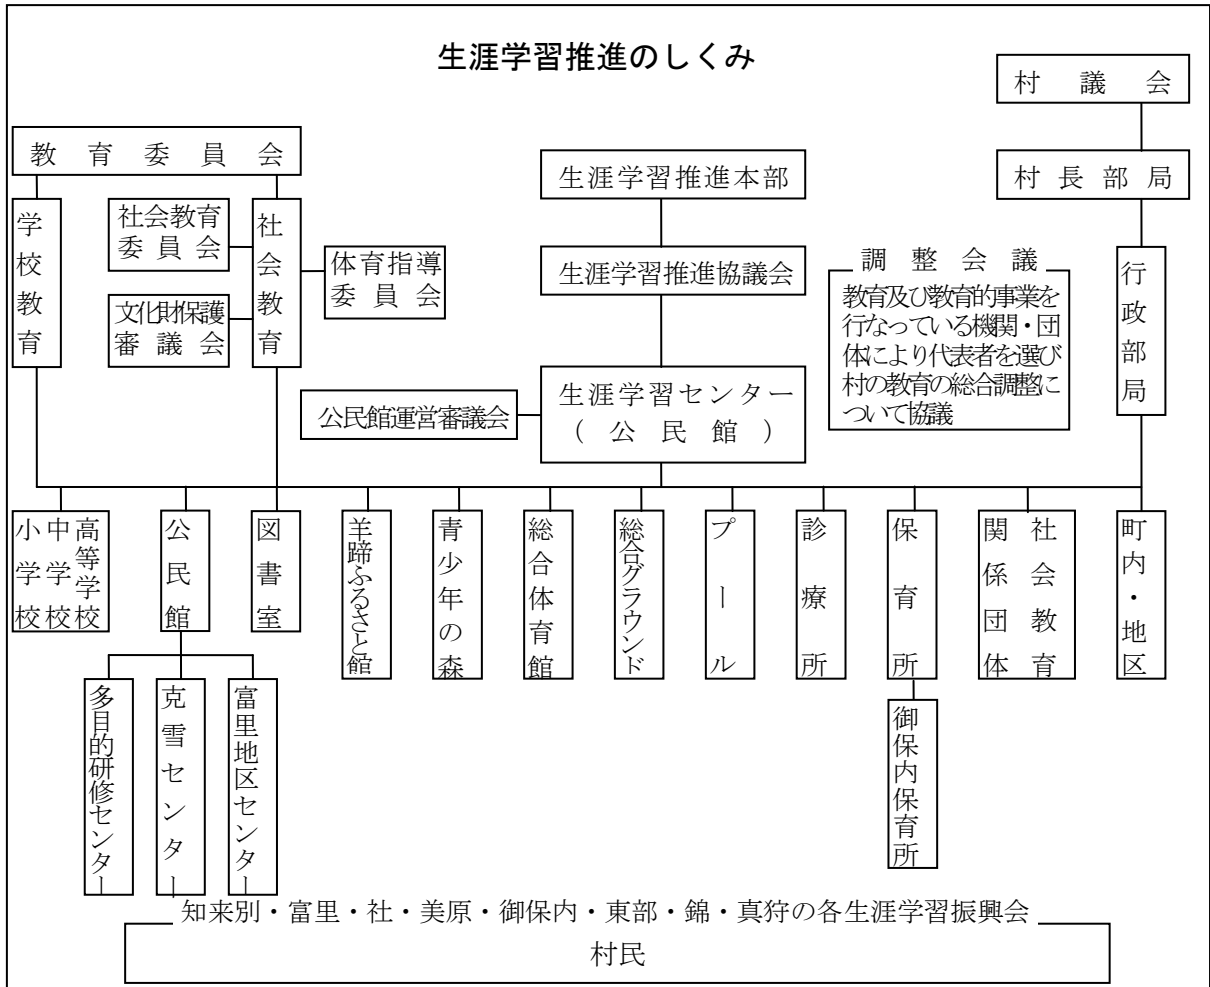 生涯学習推進のしくみ
村議会
教育委員会
生涯学習推進本部
村長部局
学校教育
社会教育
委員会
社会教育
体育指導
委員会
文化財保護
審議会
生涯学習推進協議会
調整会議
教育及び教育的事業を
行なっている機関・団
体により代表者を選び
村の教育の総合調整に
ついて協議
行政部局
公民館運営審議会
生涯学習センター
(公民館)
小学校
中学校
高等学校
公民館
図書室
羊蹄ふるさと館
青少年の森
総合体育館
総合グラウンド
プール
診療所
保育所
社会教育
関係団体
町内・地区
多目的研修センター
克雪センター
富里地区センター
御保内保育所
知来別・富里・社・美原・御保内・東部・錦・真狩の各生涯学習振興会
村民